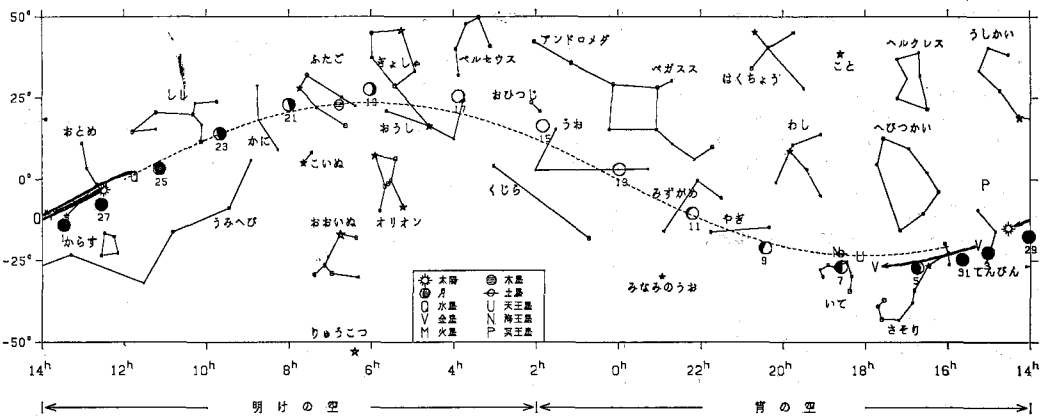 50°
25°
0°
-25°
-50°
アンドロメダ
ペルセウス
ぎょしゃ
ふたご
しし
おとめ
かに
こいぬ
うみへび
からす
おおいぬ
オリオン
おうし
おひつじ
うお
くじら
ペガスス
はくちょう
こと
ヘルクレス
うしかい
わし
へびつかい
みずがめ
やぎ
みなみのうお
いて
さそり
てんびん
りゅうこつ
21
19
17
15
13
11
9
7
5
3
1
31
29
23
25
27
N
U
V
V
P
Q
太陽
木星
月
土星
Q 水星
U 天王星
V 金星
N 海王星
M 火星
P 冥王星
14h 12h 10h 8h 6h 4h 2h 0h 22h 20h 18h 16h 14h
明けの空
宵の空